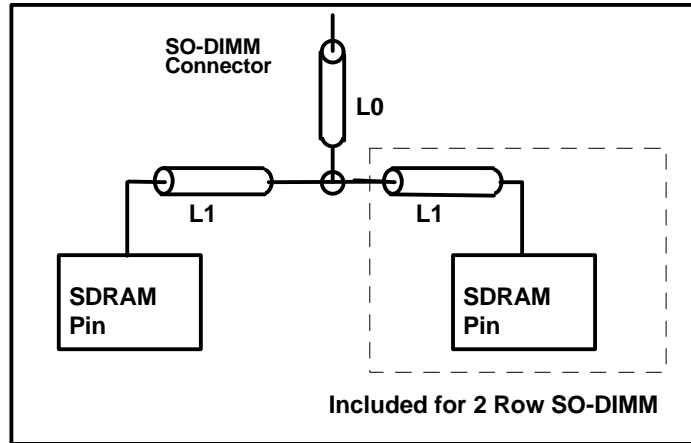 SO-DIMM
Connector
L0
L1
L1
SDRAM
Pin
SDRAM
Pin
Included for 2 Row SO-DIMM